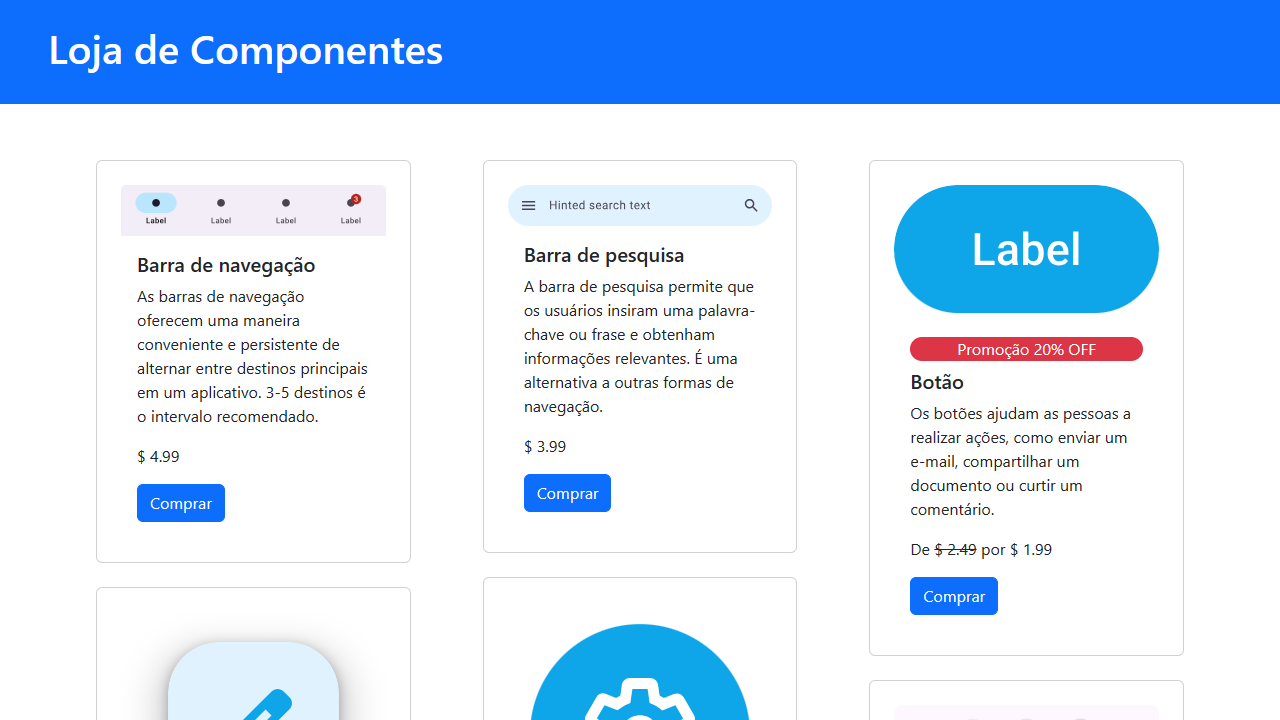 Loja de Componentes
Label
Label
Label
3
Label
Barra de navegação
As barras de navegação
oferecem uma maneira
conveniente e persistente de
alternar entre destinos principais
em um aplicativo. 3-5 destinos é
o intervalo recomendado.
$ 4.99
Comprar
Hinted search text
Barra de pesquisa
A barra de pesquisa permite que
os usuários insiram uma palavra-
chave ou frase e obtenham
informações relevantes. É uma
alternativa a outras formas de
navegação.
$ 3.99
Comprar
Label
Promoção 20% OFF
Botão
Os botões ajudam as pessoas a
realizar ações, como enviar um
e-mail, compartilhar um
documento ou curtir um
comentário.
De $ 2.49 por $ 1.99
Comprar